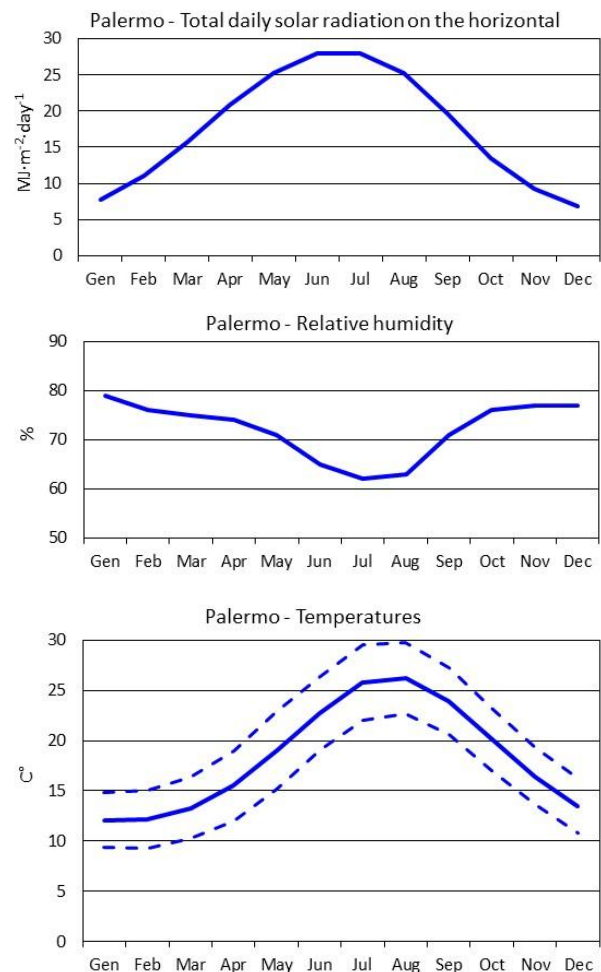 Palermo - Total daily solar radiation on the horizontal
30
25
20
15
10
5
0
MJ·m⁻²·day⁻¹
Gen Feb Mar Apr May Jun Jul Aug Sep Oct Nov Dec
Palermo - Relative humidity
90
80
70
60
50
%
Gen Feb Mar Apr May Jun Jul Aug Sep Oct Nov Dec
Palermo - Temperatures
30
25
20
15
10
5
0
C°
Gen Feb Mar Apr May Jun Jul Aug Sep Oct Nov Dec